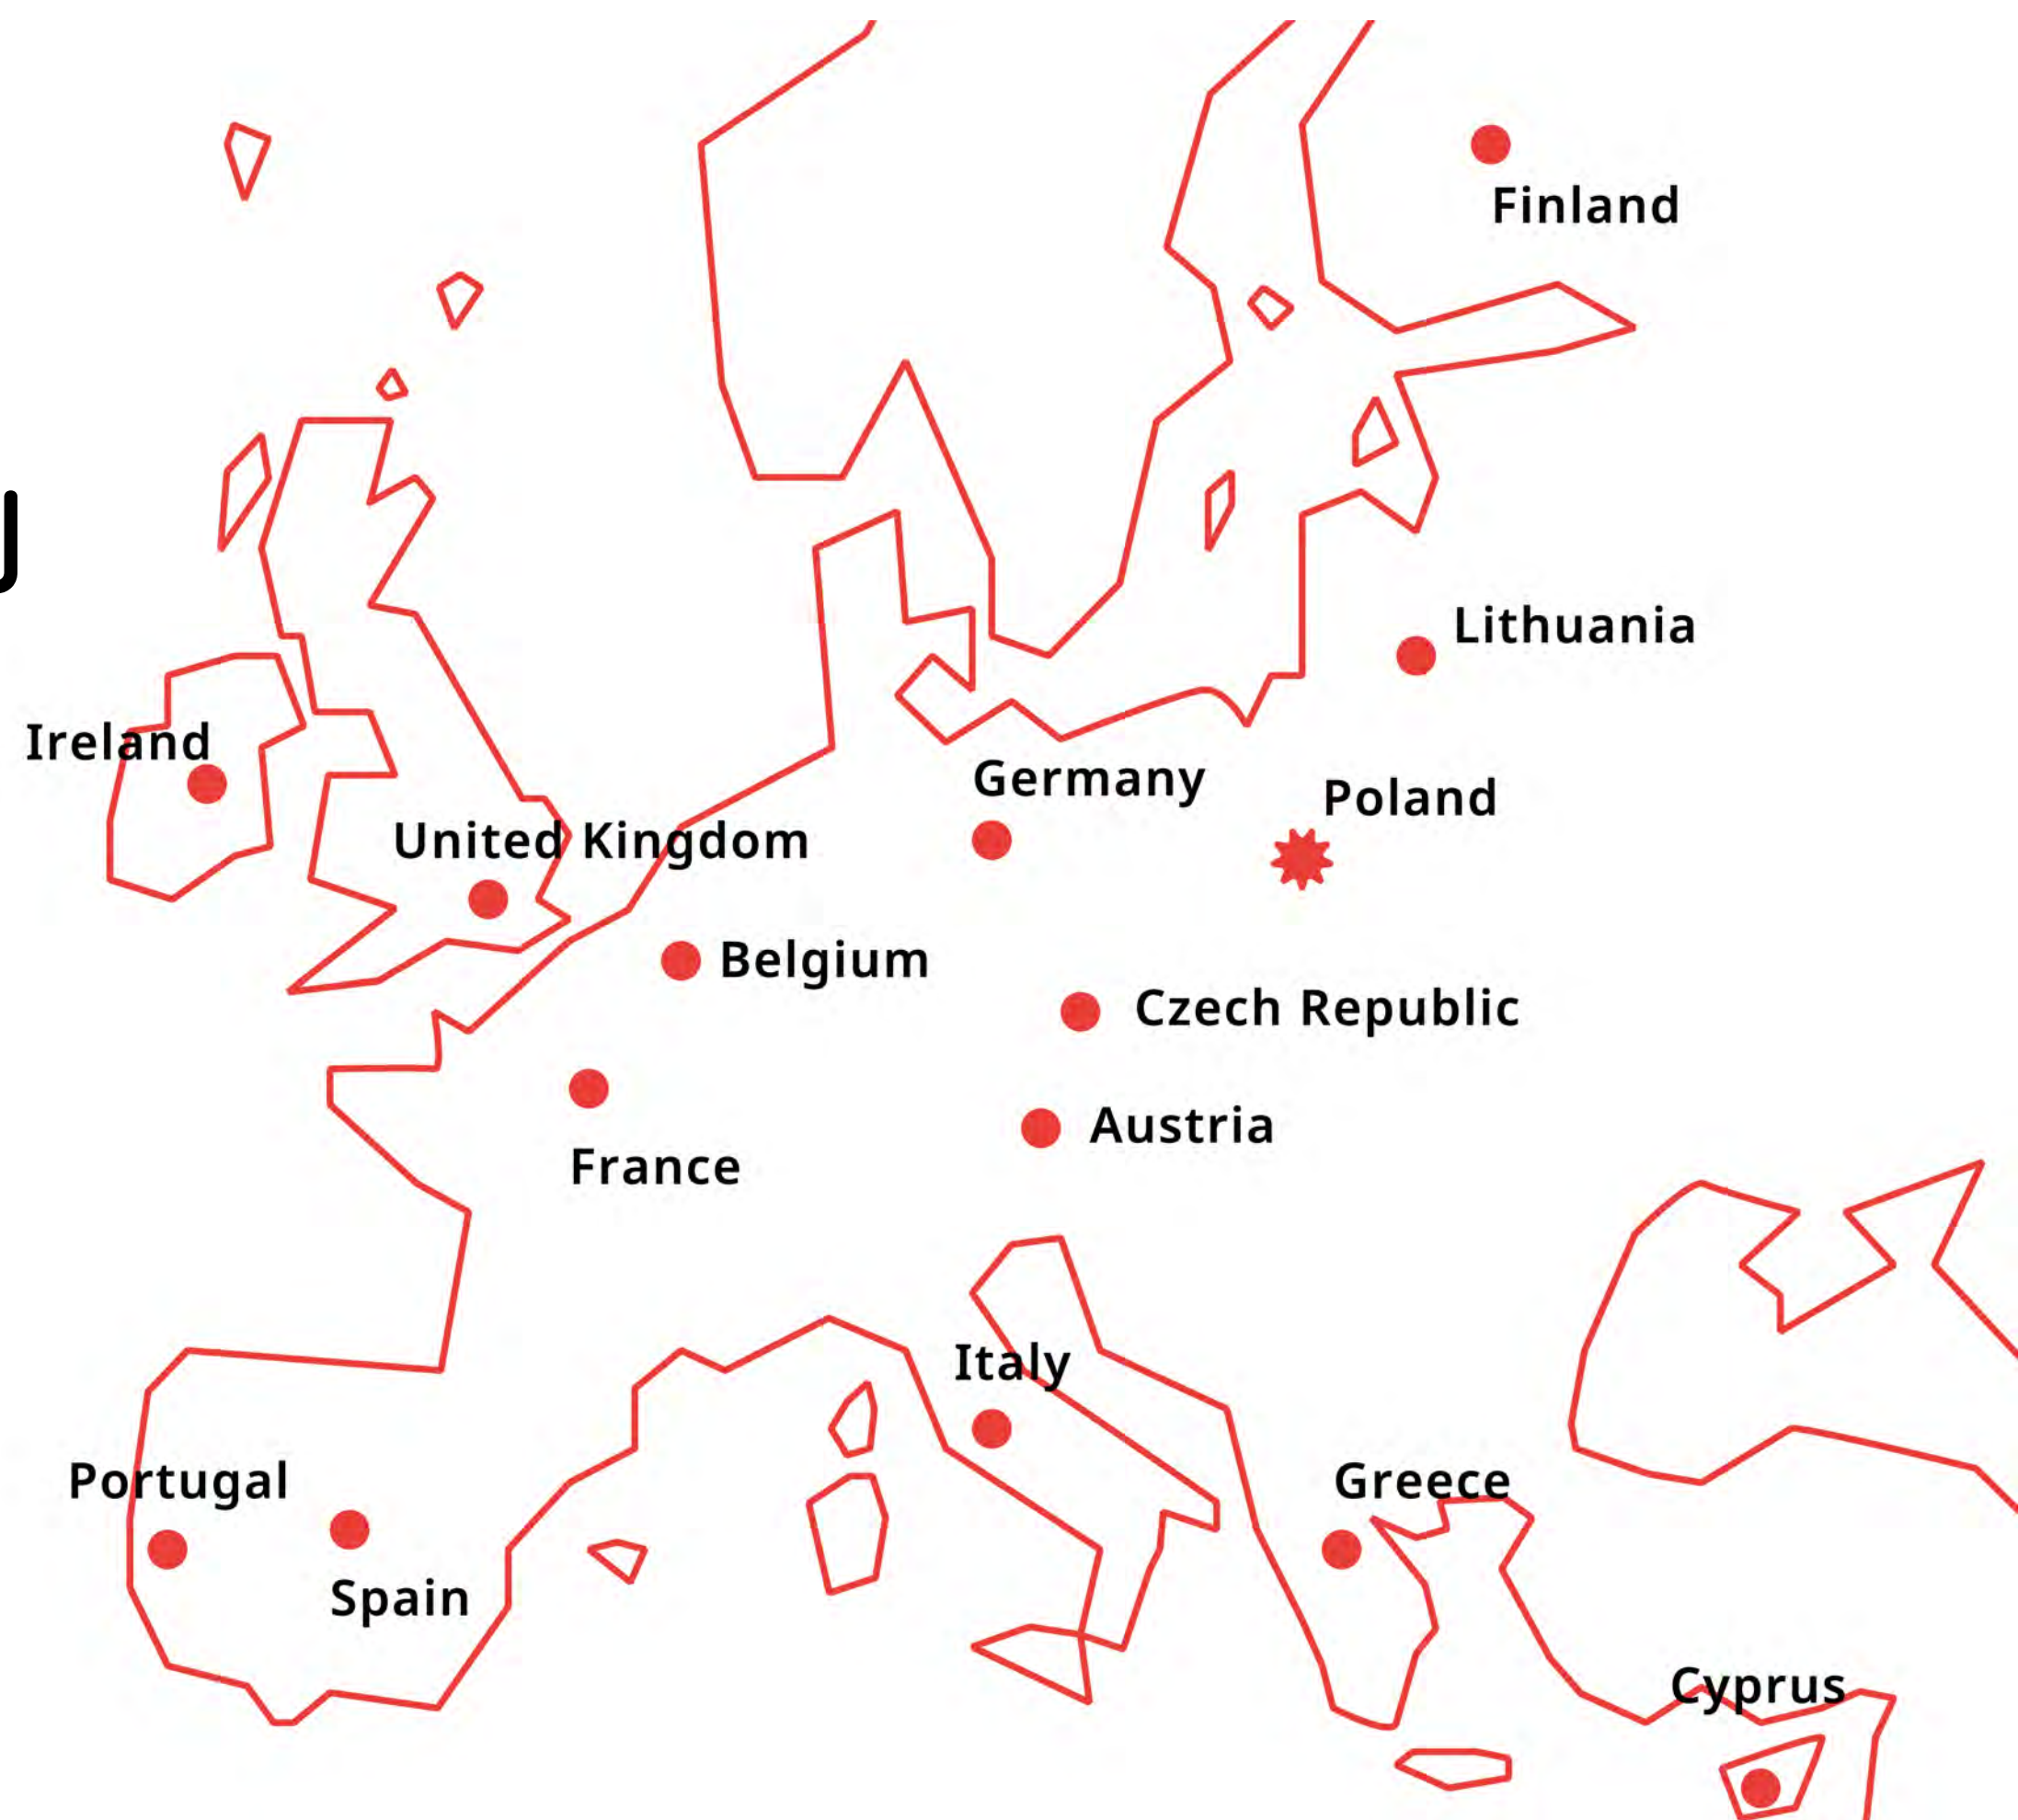 Finland
Lithuania
Ireland
Germany
Poland
United Kingdom
Belgium
Czech Republic
Austria
France
Italy
Portugal
Greece
Spain
Cyprus